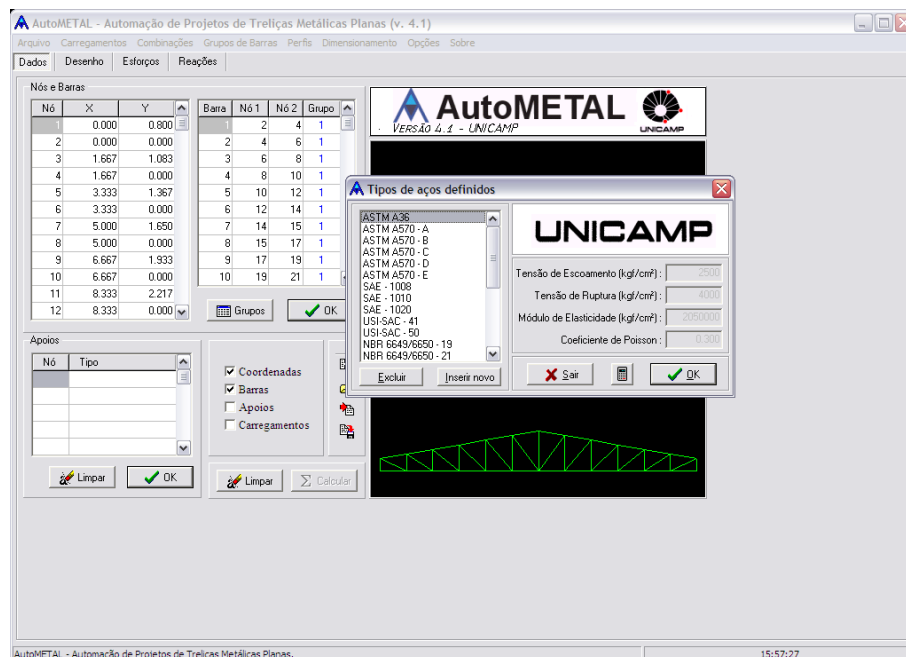 AutoMETAL - Automação de Projetos de Treliças Metálicas Planas (v. 4.1)
Arquivo Carregamentos Combinações Grupos de Barras Perfis Dimensionamento Opções Sobre
Dados Desenho Esforços Reações
Nós e Barras
Nó X Y
1 0.000 0.800
2 0.000 0.000
3 1.667 1.083
4 1.667 0.000
5 3.333 1.367
6 3.333 0.000
7 5.000 1.650
8 5.000 0.000
9 6.667 1.933
10 6.667 0.000
11 8.333 2.217
12 8.333 0.000
Barra Nó 1 Nó 2 Grupo
1 2 4 1
2 4 6 1
3 6 8 1
4 8 10 1
5 10 12 1
6 12 14 1
7 14 15 1
8 15 17 1
9 17 19 1
10 19 21 1
Grupos OK
AutoMETAL
VERSÃO 4.1 - UNICAMP
UNICAMP
Tipos de aços definidos
ASTM A36
ASTM A570 - A
ASTM A570 - B
ASTM A570 - C
ASTM A570 - D
ASTM A570 - E
SAE - 1008
SAE - 1010
SAE - 1020
USI-SAC - 41
USI-SAC - 50
NBR 6649/6650 - 19
NBR 6649/6650 - 21
Excluir Inserir novo
UNICAMP
Tensão de Escoamento (kgf/cm²) : 2500
Tensão de Ruptura (kgf/cm²) : 4000
Módulo de Elasticidade (kgf/cm²) : 2050000
Coeficiente de Poisson : 0.300
Sair OK
Apoios
Nó Tipo
Limpar OK
Coordenadas
Barras
Apoios
Carregamentos
Limpar Calcular
AutoMETAL - Automação de Projetos de Treliças Metálicas Planas.
15:57:27